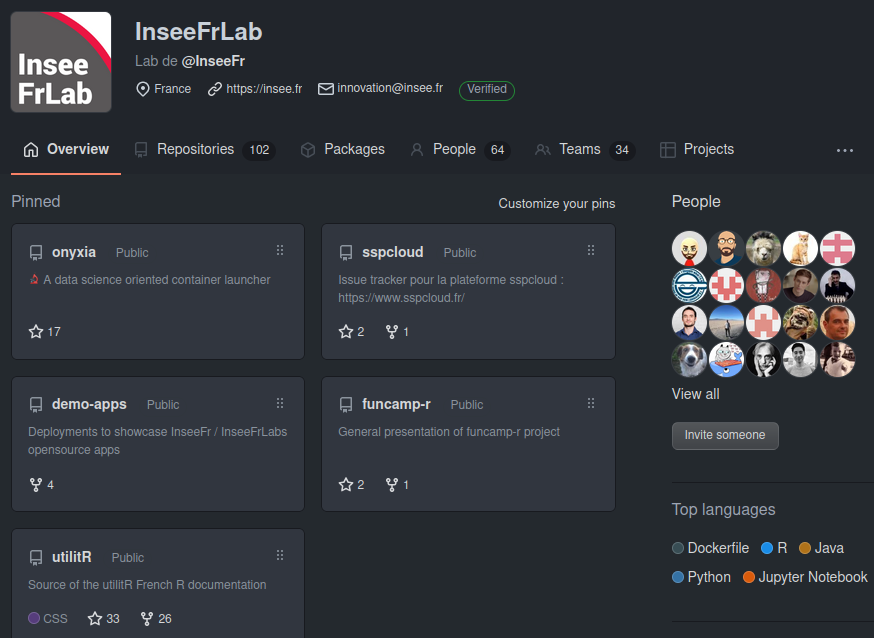 Insee
FrLab
InseeFrLab
Lab de @InseeFr
France https://insee.fr innovation@insee.fr Verified
Overview Repositories 102 Packages People 64 Teams 34 Projects
Pinned
Customize your pins
onyxia Public
A data science oriented container launcher
17
sspcloud Public
Issue tracker pour la plateforme sspcloud :
https://www.sspcloud.fr/
2 1
demo-apps Public
Deployments to showcase InseeFr / InseeFrLabs
opensource apps
4
funcamp-r Public
General presentation of funcamp-r project
2 1
utilitR Public
Source of the utilitR French R documentation
CSS 33 26
People
View all
Invite someone
Top languages
Dockerfile R Java
Python Jupyter Notebook